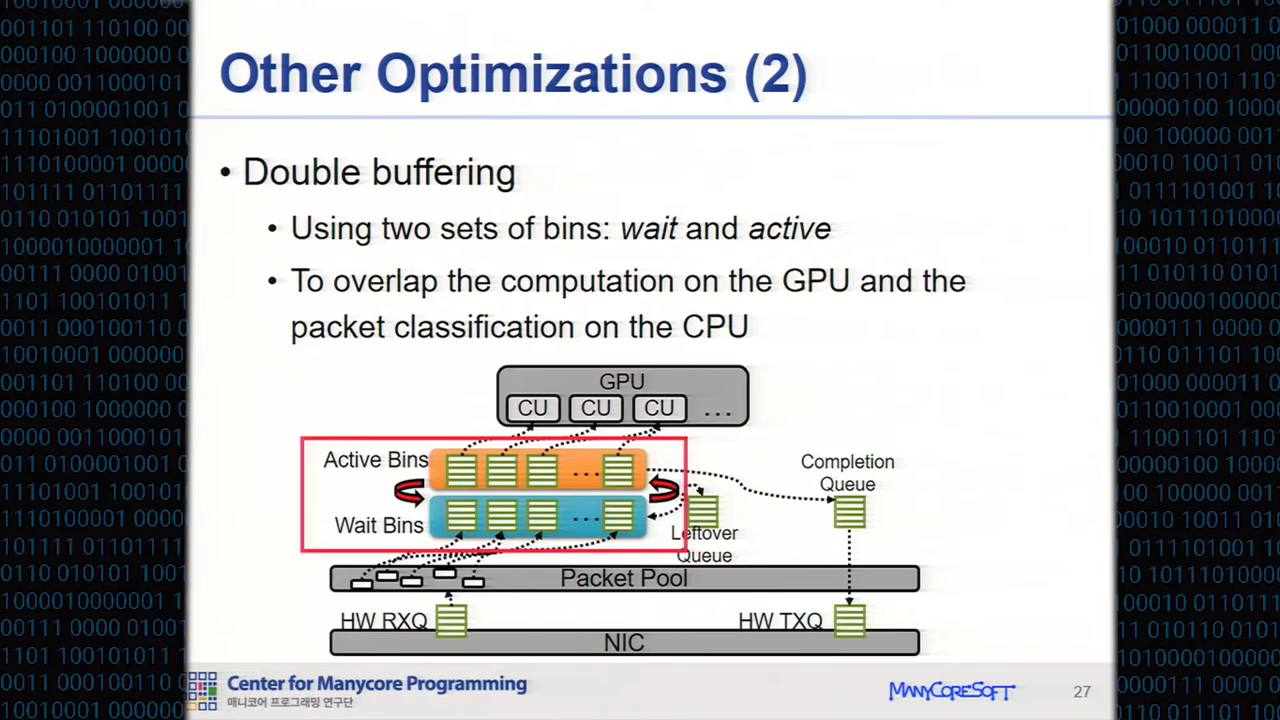 Other Optimizations (2)
• Double buffering
• Using two sets of bins: wait and active
• To overlap the computation on the GPU and the
packet classification on the CPU
GPU
CU CU CU ...
Active Bins
...
Completion
Queue
Wait Bins
...
Leftover
Queue
Packet Pool
HW RXQ
HW TXQ
NIC
Center for Manycore Programming
매니코어 프로그래밍 연구단
MANYCORESOFT
27